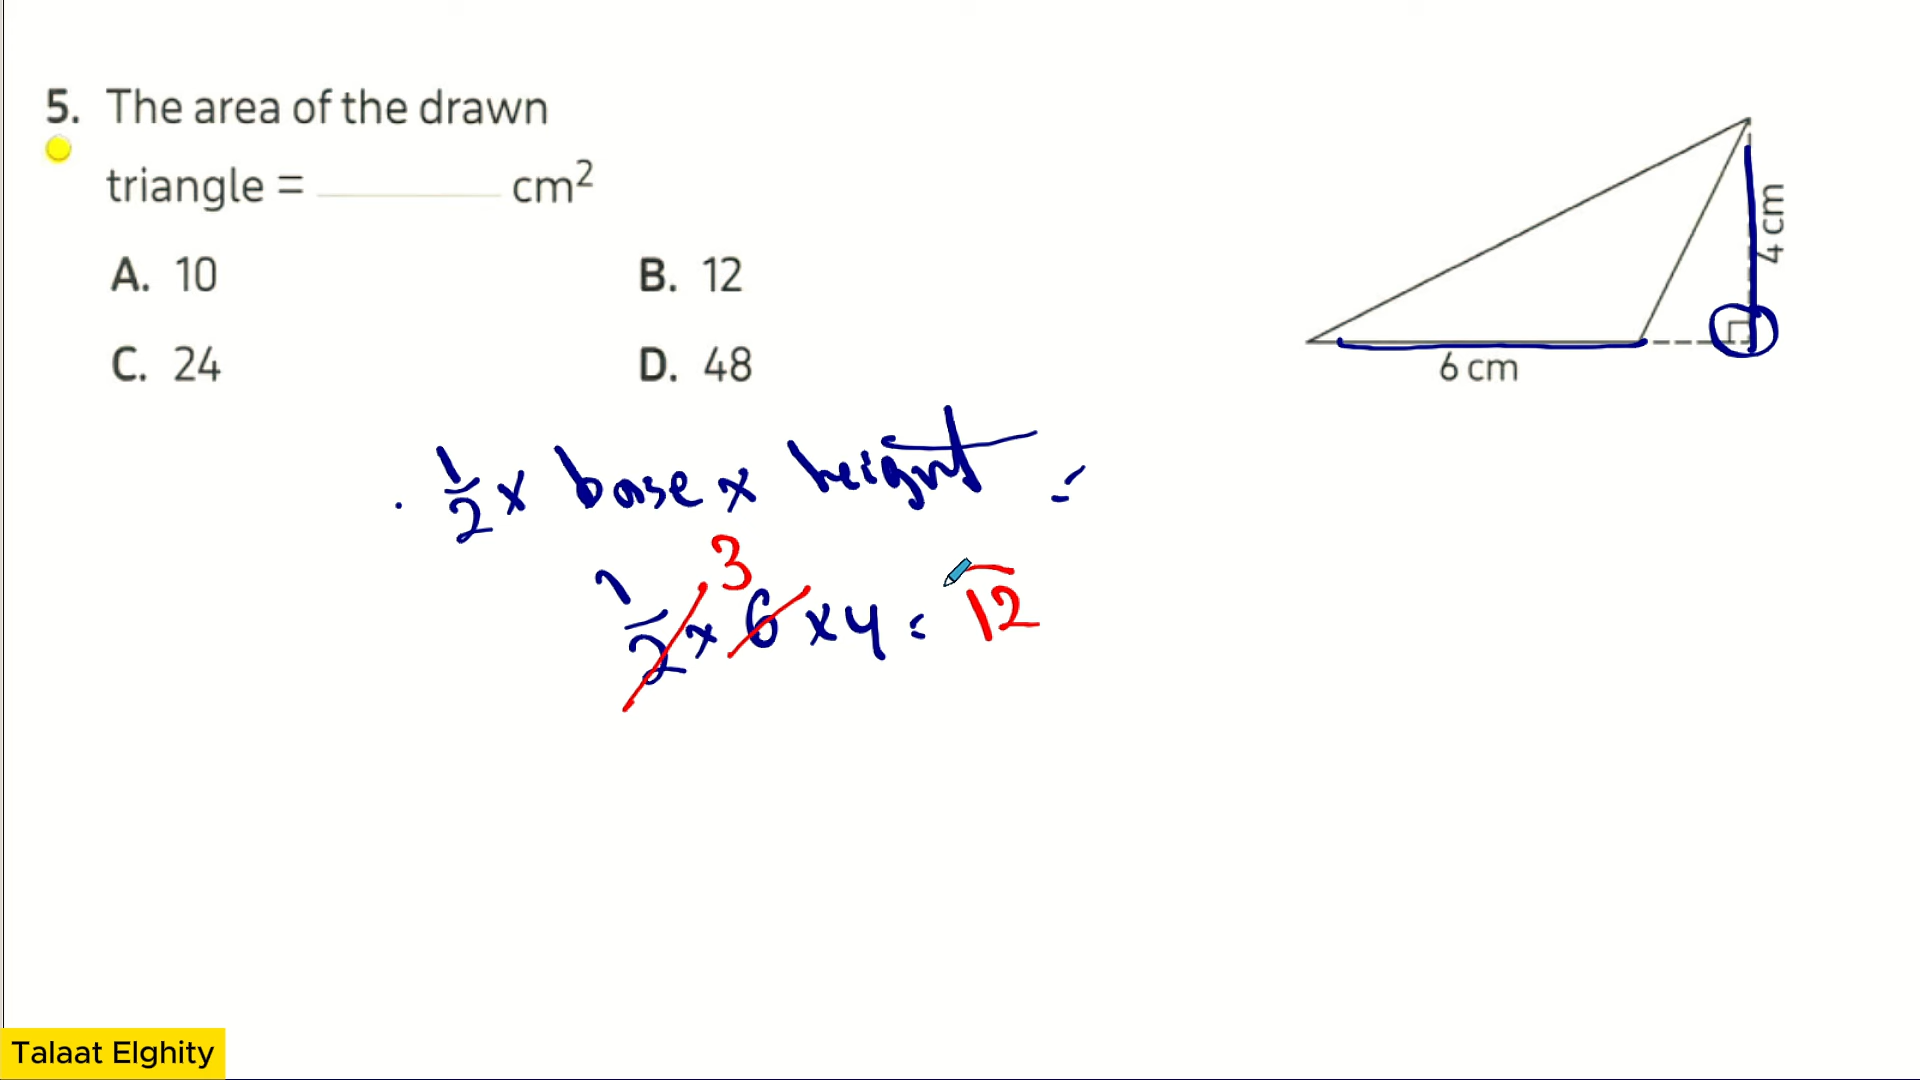 5. The area of the drawn
triangle = ________ cm²
A. 10
B. 12
C. 24
D. 48
4 cm
6 cm
1/2 × base × height =
3
1/2 × 6 × 4 = 12
Talaat Elghity